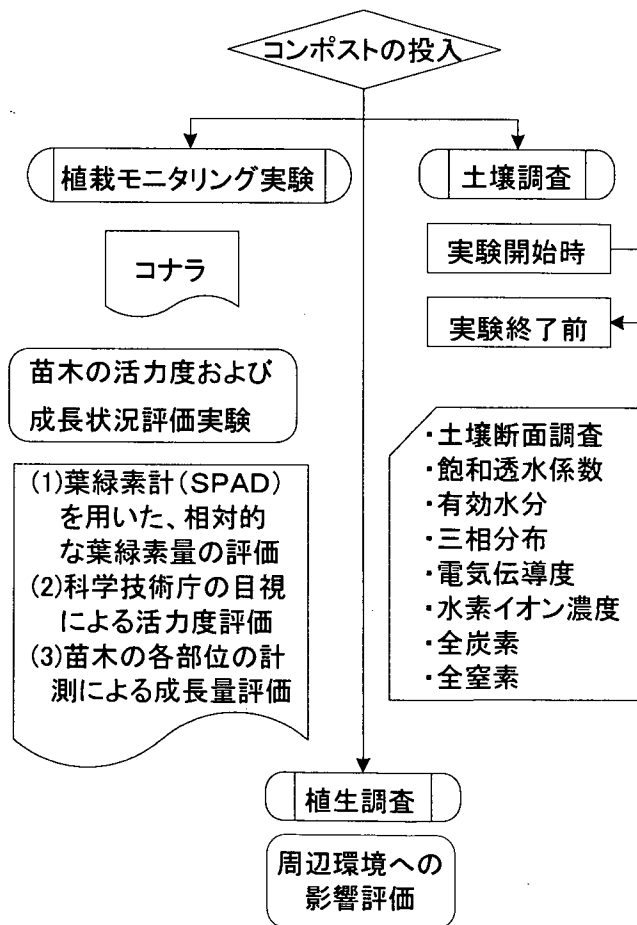 コンポストの投入
植栽モニタリング実験
コナラ
苗木の活力度および
成長状況評価実験
(1)葉緑素計(SPAD)
を用いた、相対的
な葉緑素量の評価
(2)科学技術庁の目視
による活力度評価
(3)苗木の各部位の計
測による成長量評価
土壌調査
実験開始時
実験終了前
・土壌断面調査
・飽和透水係数
・有効水分
・三相分布
・電気伝導度
・水素イオン濃度
・全炭素
・全窒素
植生調査
周辺環境への
影響評価